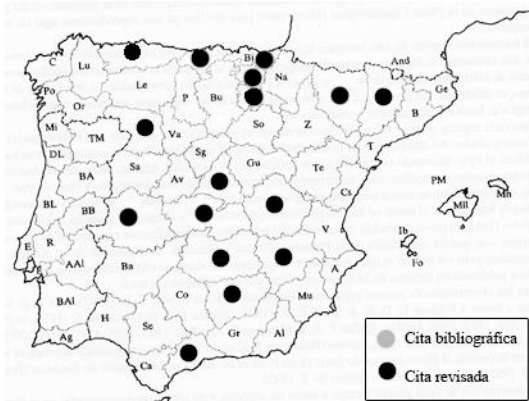 Lu
C
Bi
And
Le
Na
Ge
Po
P
Bu
Or
B
Mi
TM
Va
So
Z
T
DL
Sg
Sa
Gu
Te
BA
Av
Cs
PM
Mn
BL
BB
Mll
V
Ib
E
R
AAl
Ba
A
Fo
BAl
Co
Mu
H
Se
Gr
Al
Ag
Ca
Cita bibliográfica
Cita revisada